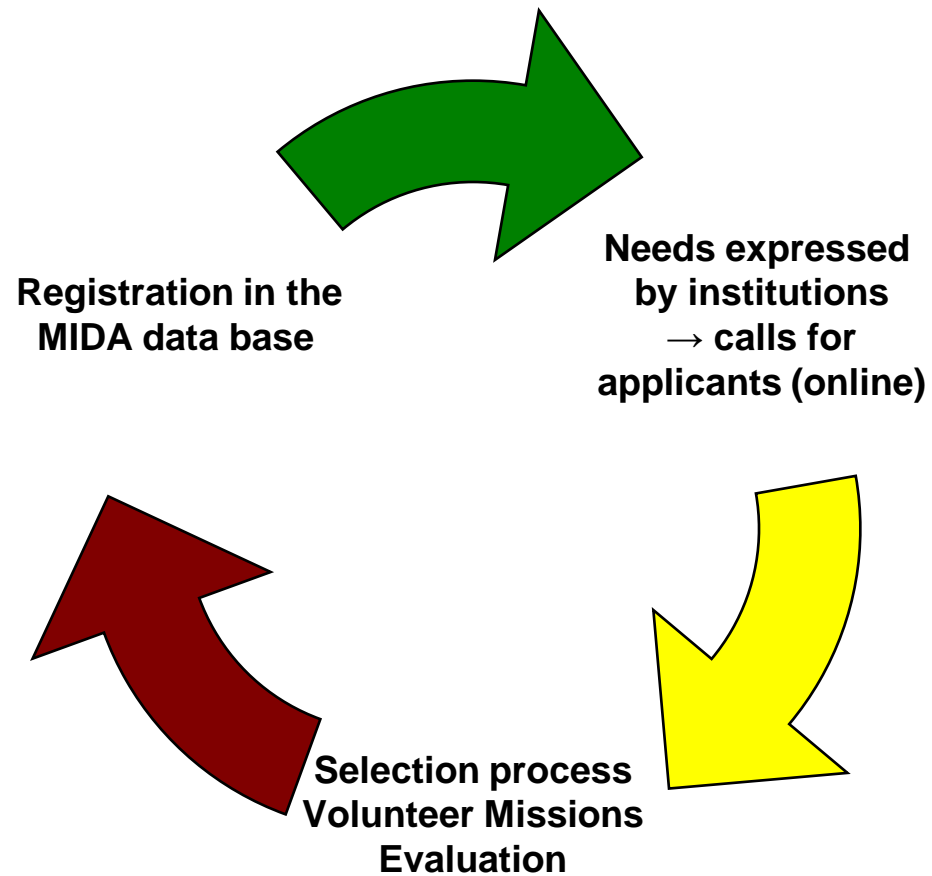 Registration in the
MIDA data base
Needs expressed
by institutions
→ calls for
applicants (online)
Selection process
Volunteer Missions
Evaluation